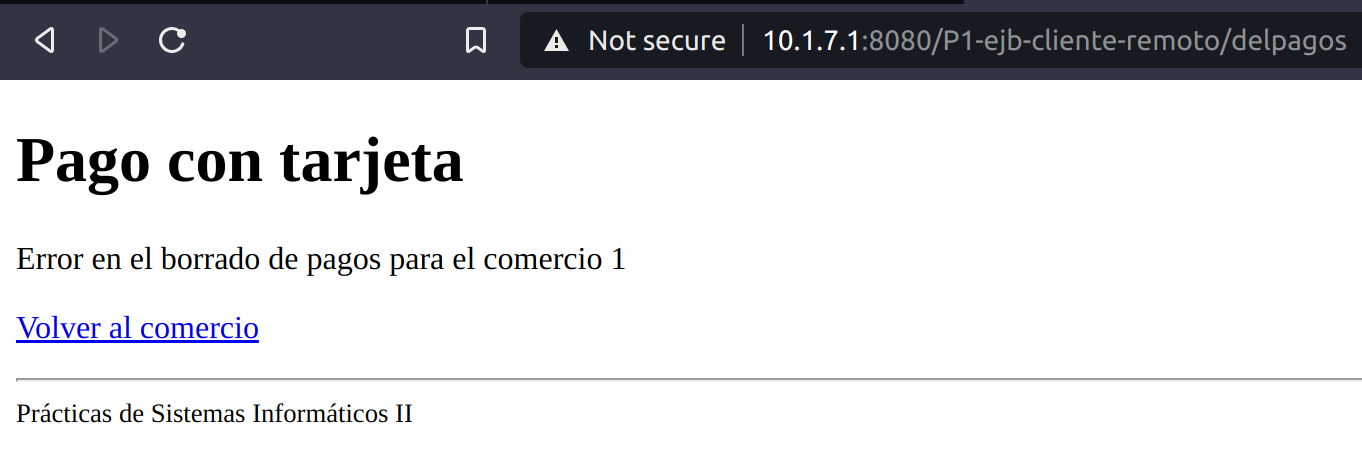 Not secure 10.1.7.1:8080/P1-ejb-cliente-remoto/delpagos
Pago con tarjeta
Error en el borrado de pagos para el comercio 1
Volver al comercio
Prácticas de Sistemas Informáticos II